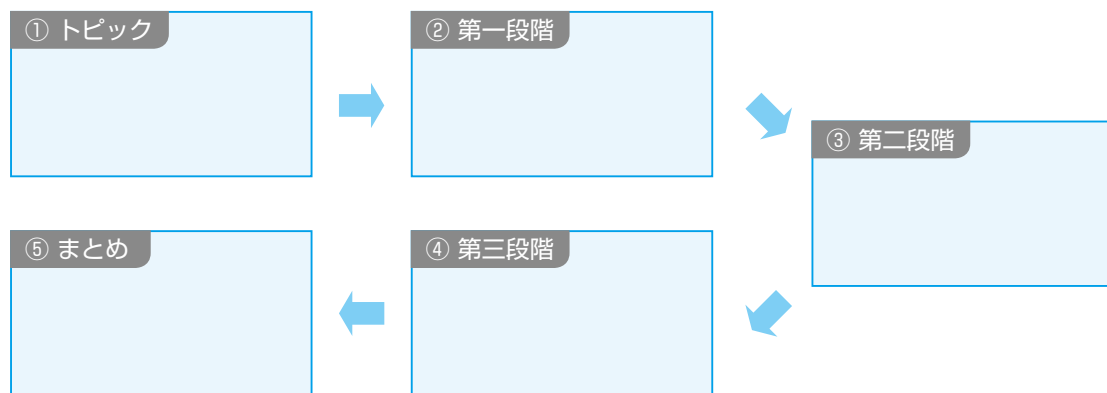 ① トピック
② 第一段階
③ 第二段階
④ 第三段階
⑤ まとめ